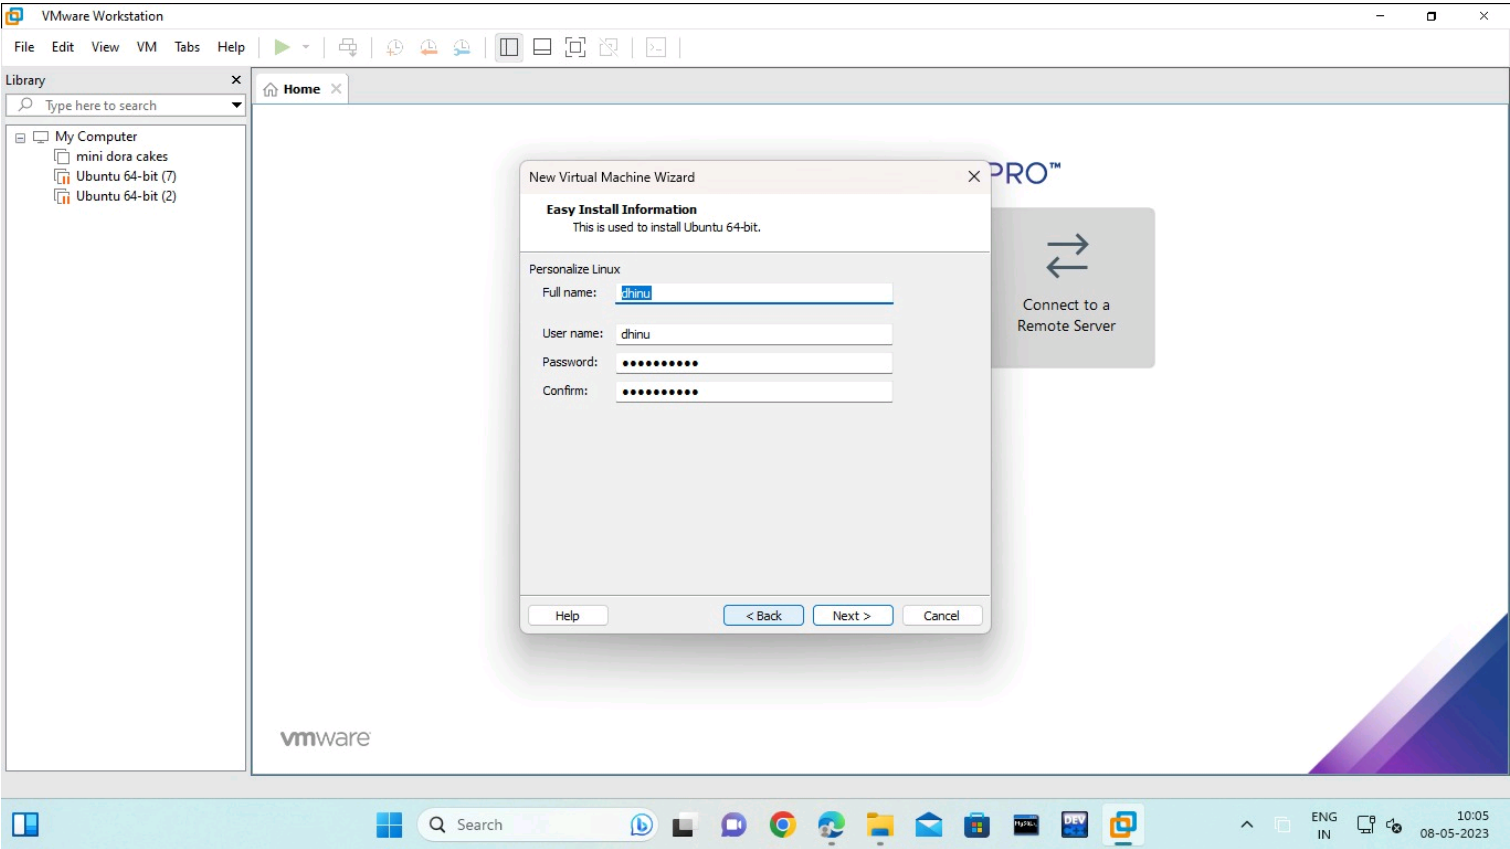 VMware Workstation
File Edit View VM Tabs Help
Library
Type here to search
My Computer
mini dora cakes
Ubuntu 64-bit (7)
Ubuntu 64-bit (2)
Home
PRO™
New Virtual Machine Wizard
Easy Install Information
This is used to install Ubuntu 64-bit.
Personalize Linux
Full name: dhinu
User name: dhinu
Password: ●●●●●●●●●●
Confirm: ●●●●●●●●●●
Help < Back Next > Cancel
Connect to a
Remote Server
vmware
Search
MySQL
DEV
ENG
IN
10:05
08-05-2023